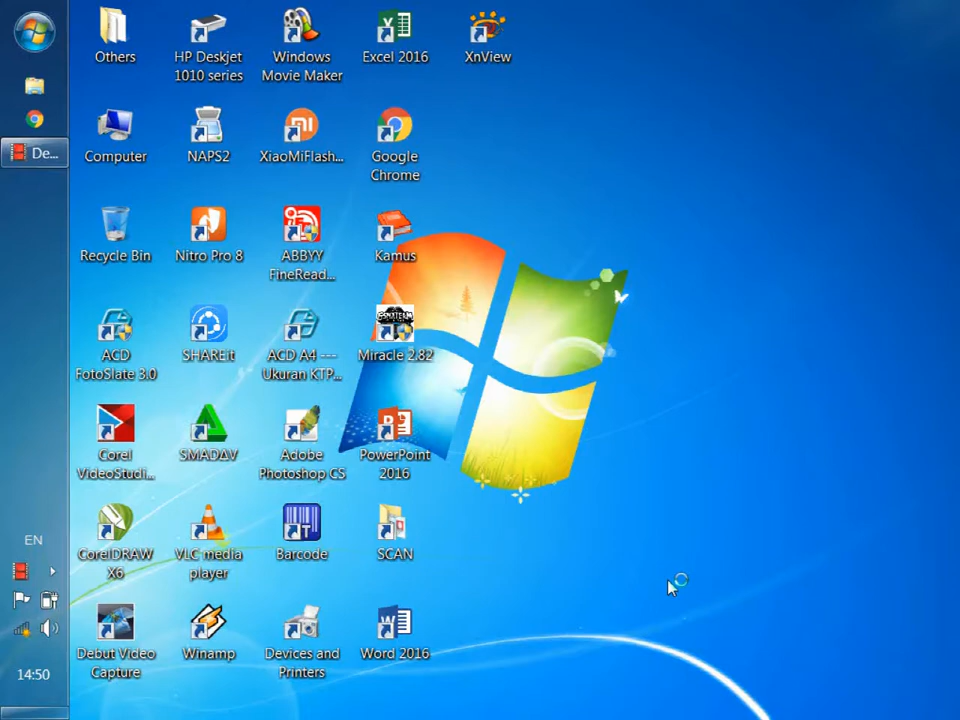 Others
HP Deskjet
1010 series
Windows
Movie Maker
Excel 2016
XnView
Computer
NAPS2
XiaoMiFlash...
Google
Chrome
De...
Recycle Bin
Nitro Pro 8
ABBYY
FineRead...
Kamus
ACD
FotoSlate 3.0
SHAREit
ACD A4 ---
Ukuran KTP...
Miracle 2.82
Corel
VideoStudi...
SMADΔV
Adobe
Photoshop CS
PowerPoint
2016
CorelDRAW
X6
VLC media
player
Barcode
SCAN
EN
Debut Video
Capture
Winamp
Devices and
Printers
Word 2016
14:50